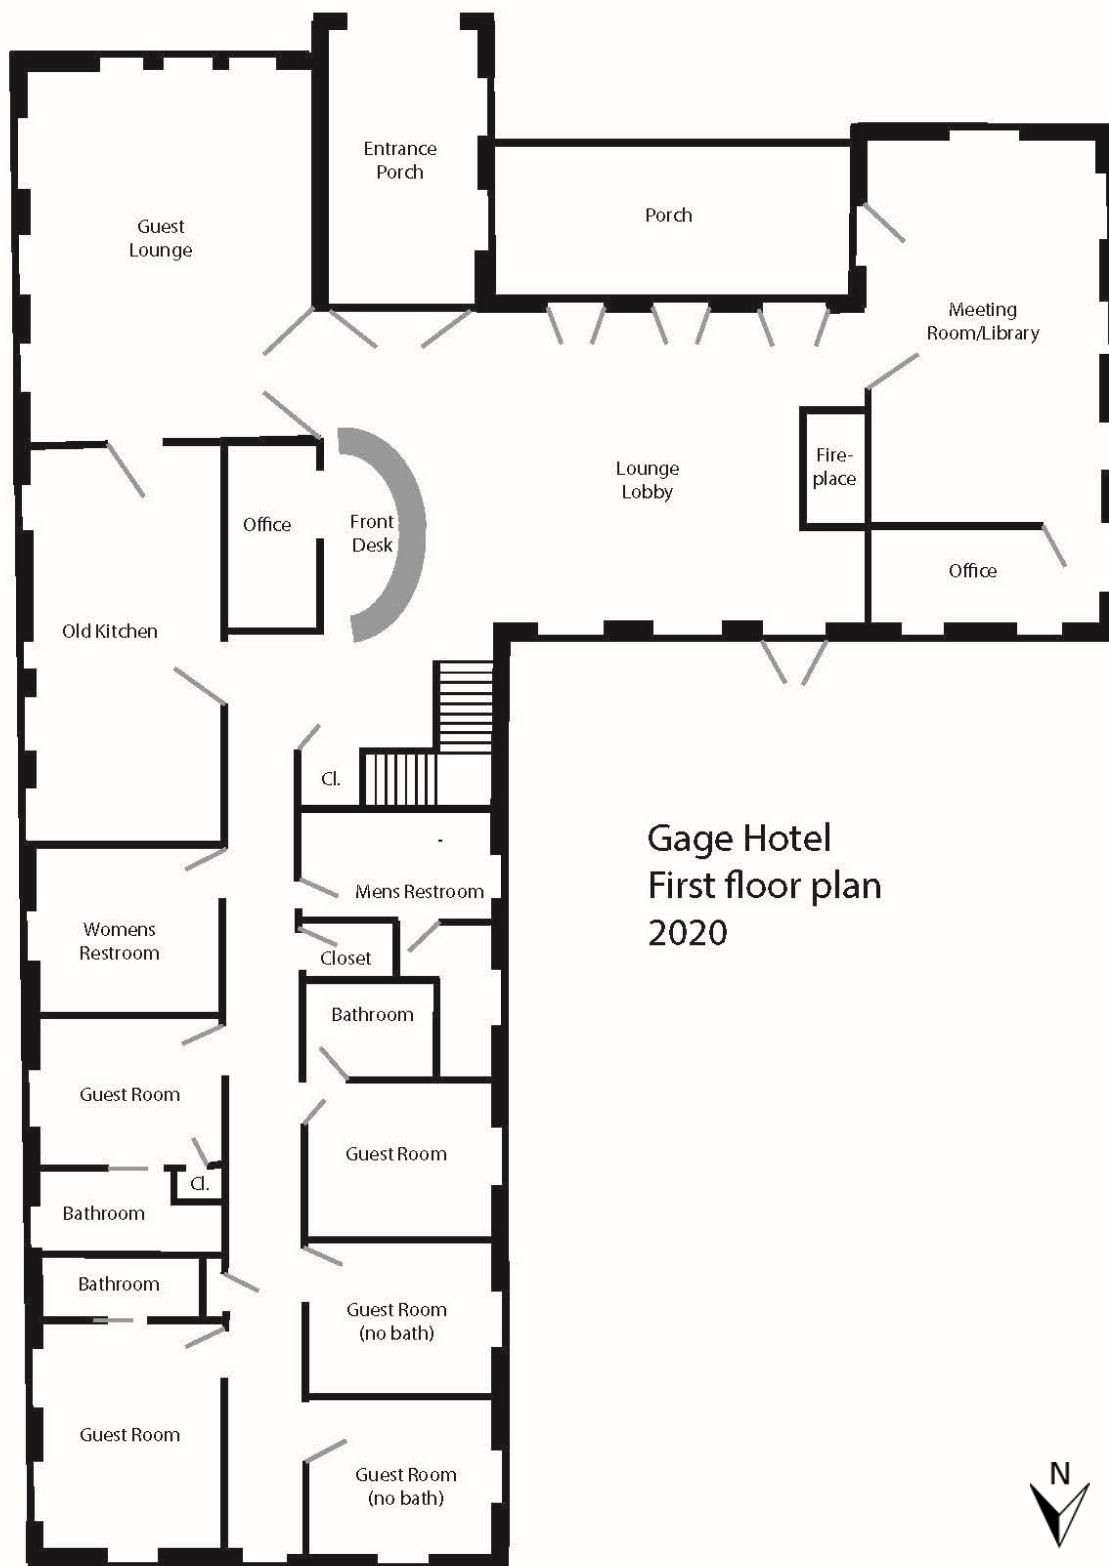 Entrance
Porch
Guest
Lounge
Porch
Meeting
Room/Library
Lounge
Lobby
Fire-
place
Office
Front
Desk
Office
Old Kitchen
Cl.
Gage Hotel
First floor plan
2020
Mens Restroom
Womens
Restroom
Closet
Bathroom
Guest Room
Guest Room
Cl.
Bathroom
Bathroom
Guest Room
(no bath)
Guest Room
Guest Room
(no bath)
N